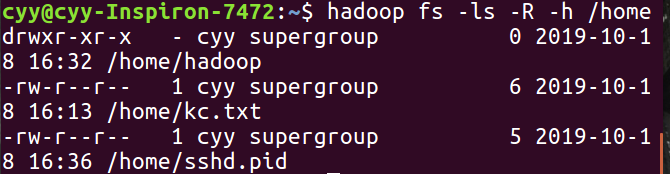 cyy@cyy-Inspiron-7472:~$ hadoop fs -ls -R -h /home
drwxr-xr-x   - cyy supergroup          0 2019-10-1
8 16:32 /home/hadoop
-rw-r--r--   1 cyy supergroup          6 2019-10-1
8 16:13 /home/kc.txt
-rw-r--r--   1 cyy supergroup          5 2019-10-1
8 16:36 /home/sshd.pid